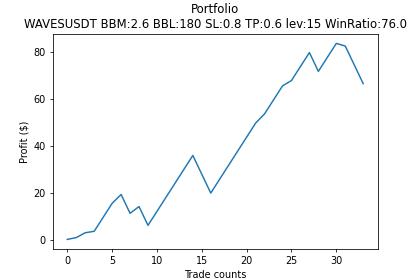 Portfolio
WAVESUSDT BBM:2.6 BBL:180 SL:0.8 TP:0.6 lev:15 WinRatio:76.0
Profit ($)
80
60
40
20
0
0 5 10 15 20 25 30
Trade counts